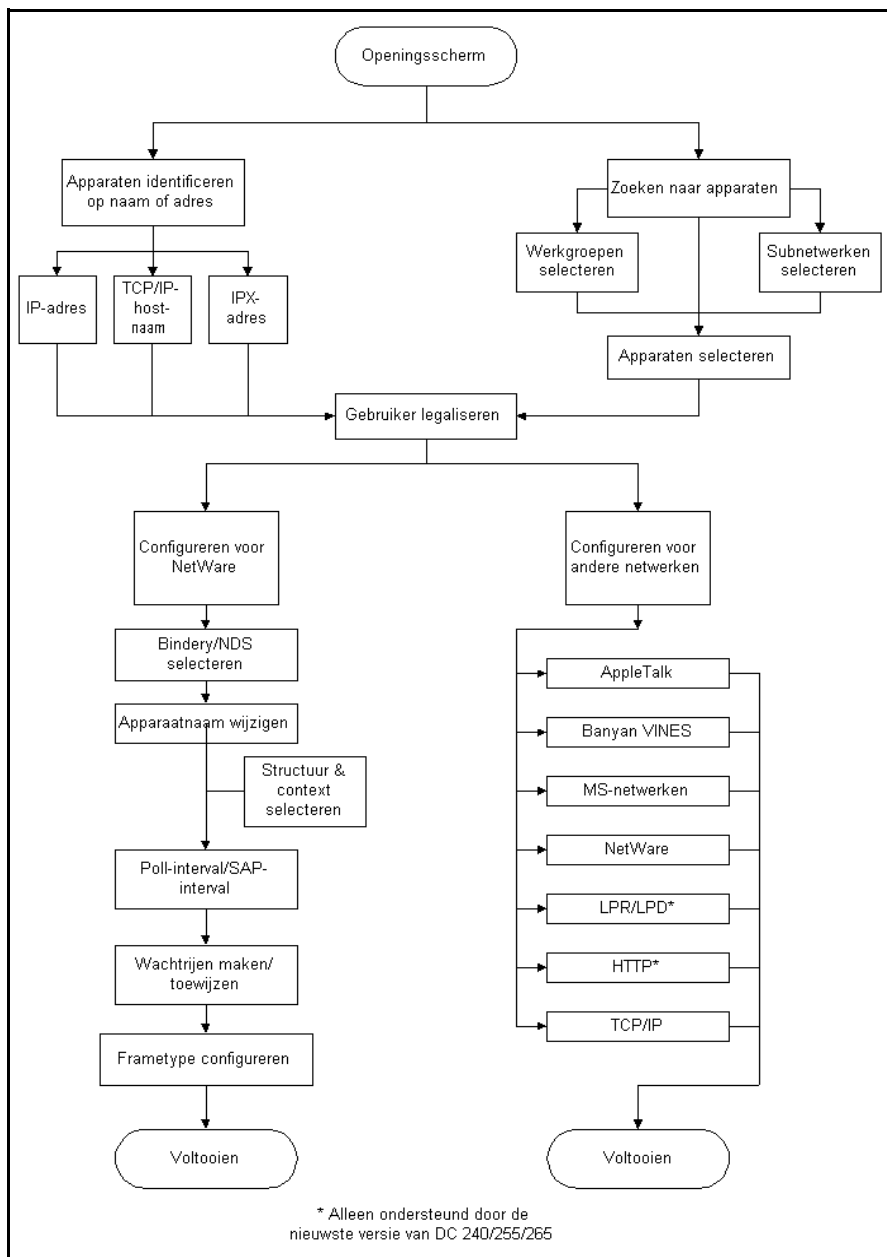 Openingsscherm
Apparaten identificeren
op naam of adres
Zoeken naar apparaten
Werkgroepen
selecteren
Subnetwerken
selecteren
IP-adres
TCP/IP-
host-
naam
IPX-
adres
Apparaten selecteren
Gebruiker legaliseren
Configureren voor
NetWare
Configureren voor
andere netwerken
Bindery/NDS
selecteren
Apparaatnaam wijzigen
Structuur &
context
selecteren
Poll-interval/SAP-
interval
Wachtrijen maken/
toewijzen
Frametype configureren
Voltooien
AppleTalk
Banyan VINES
MS-netwerken
NetWare
LPR/LPD*
HTTP*
TCP/IP
Voltooien
* Alleen ondersteund door de
nieuwste versie van DC 240/255/265